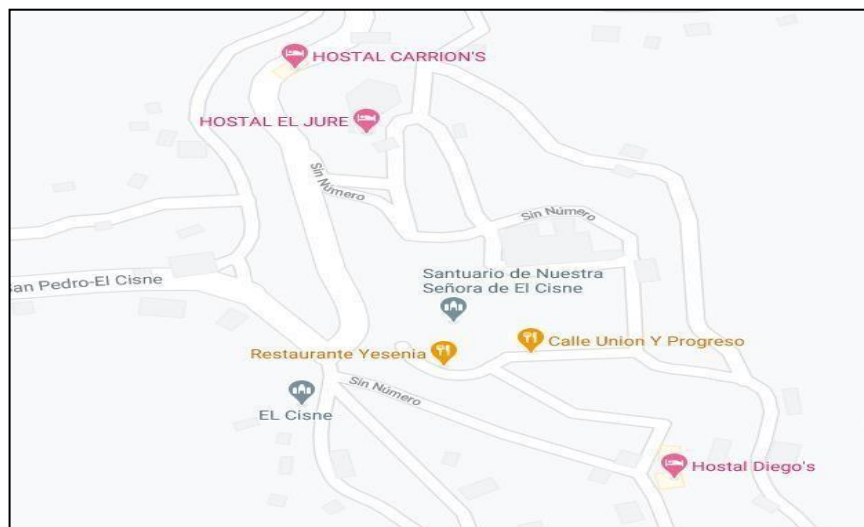 HOSTAL CARRION'S
HOSTAL EL JURE
Sin Número
Sin Número
Santuario de Nuestra
Señora de El Cisne
San Pedro-El Cisne
Calle Union Y Progreso
Restaurante Yesenia
Sin Número
EL Cisne
Hostal Diego's